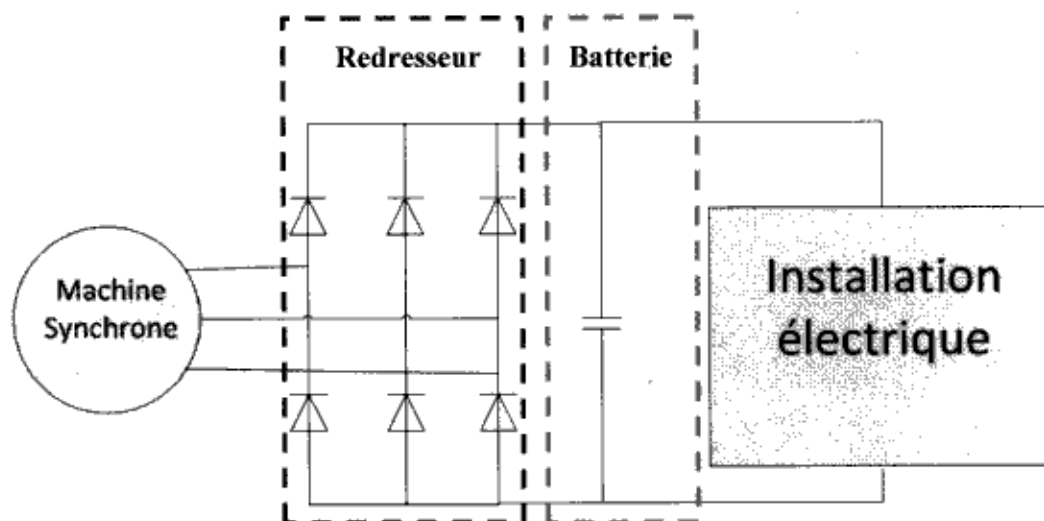 Redresseur
Batterie
Machine
Synchrone
Installation
électrique